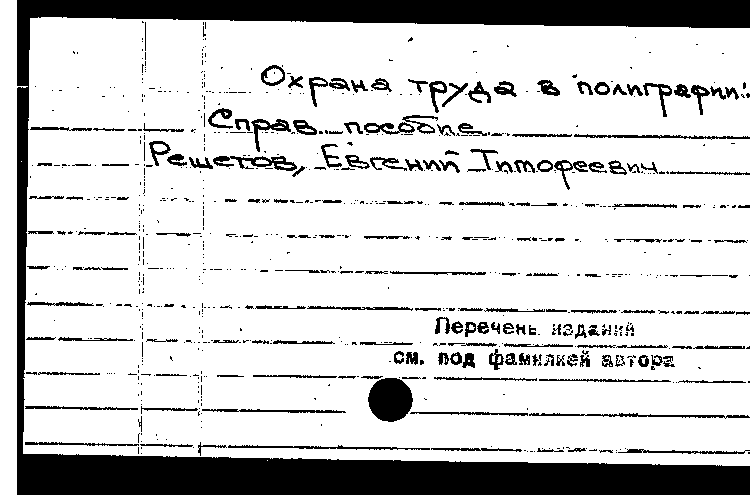 Охрана труда в полиграфии:
Справ. пособие
Решетов, Евгений Тимофеевич
Перечень изданий
см. под фамилией автора